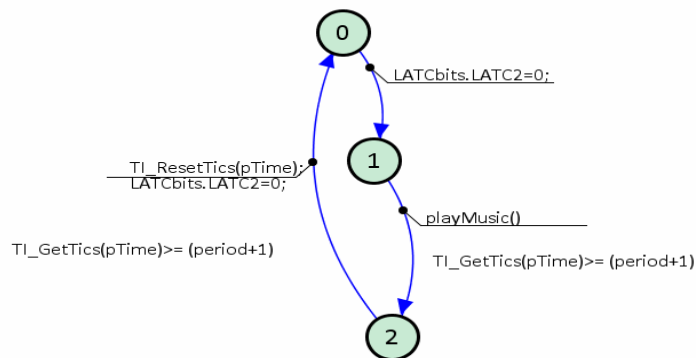 0
LATCbits.LATC2=0;
1
TI_ResetTics(pTime);
LATCbits.LATC2=0;
playMusic()
TI_GetTics(pTime)>= (period+1)
TI_GetTics(pTime)>= (period+1)
2